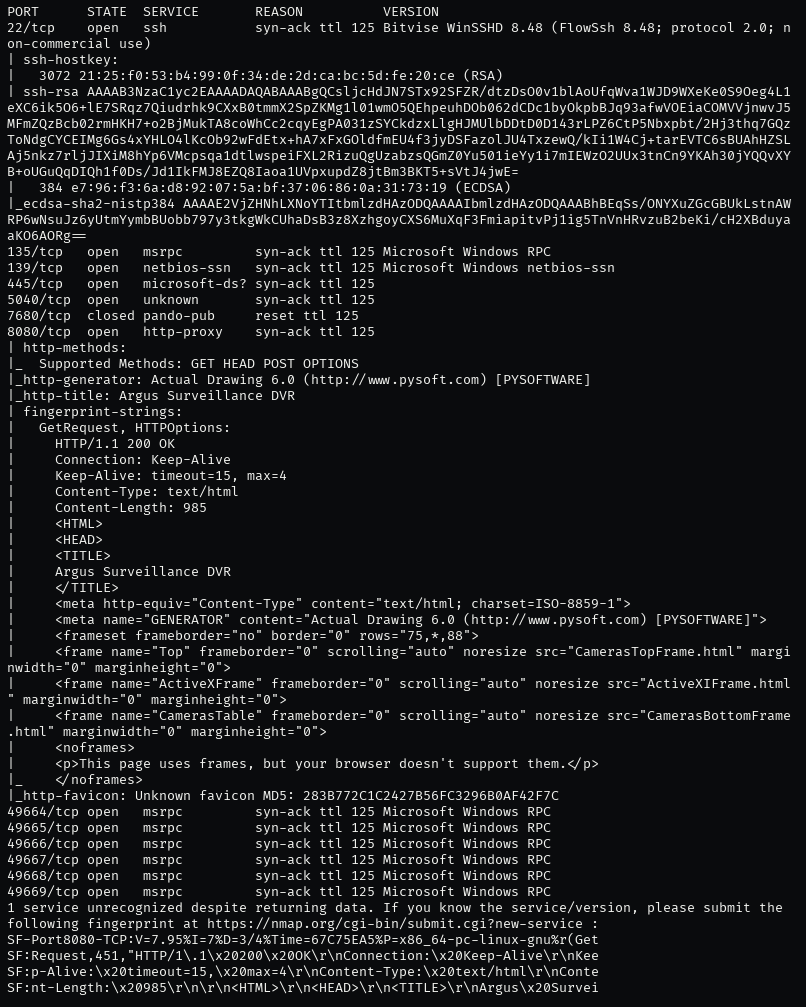 PORT      STATE  SERVICE       REASON          VERSION
22/tcp    open   ssh           syn-ack ttl 125 Bitvise WinSSHD 8.48 (FlowSsh 8.48; protocol 2.0; n
on-commercial use)
| ssh-hostkey:
|   3072 21:25:f0:53:b4:99:0f:34:de:2d:ca:bc:5d:fe:20:ce (RSA)
| ssh-rsa AAAAB3NzaC1yc2EAAAADAQABAAABgQCsljcHdJN7STx92SFZR/dtzDsO0v1blAoUfqWva1WJD9WXeKe0S9Oeg4L1
eXC6ik5O6+lE7SRqz7Qiudrhk9CXxB0tmmX2SpZKMg1l01wmO5QEhpeuhDOb062dCDc1byOkpbBJq93afwVOEiaCOMVVjnwvJ5
MFmZQzBcb02rmHKH7+o2BjMukTA8coWhCc2cqyEgPA031zSYCkdzxLlgHJMUlbDDtD0D143rLPZ6CtP5Nbxpbt/2Hj3thq7GQz
ToNdgCYCEIMg6Gs4xYHLO4lKcOb92wFdEtx+hA7xFxGOldfmEU4f3jyDSFazolJU4TxzewQ/kIi1W4Cj+tarEVTC6sBUAhHZSL
Aj5nkz7rljJIXiM8hYp6VMcpsqa1dtlwspeiFXL2RizuQgUzabzsQGmZ0Yu501ieYy1i7mIEWzO2UUx3tnCn9YKAh30jYQQvXY
B+oUGuQqDIQh1f0Ds/Jd1IkFMJ8EZQ8Iaoa1UVpxupdZ8jtBm3BKT5+sVtJ4jwE=
|   384 e7:96:f3:6a:d8:92:07:5a:bf:37:06:86:0a:31:73:19 (ECDSA)
|_ecdsa-sha2-nistp384 AAAAE2VjZHNhLXNoYTItbmlzdHAzODQAAAAIbmlzdHAzODQAAABhBEqSs/ONYXuZGcGBUkLstnAW
RP6wNsuJz6yUtmYymbBUobb797y3tkgWkCUhaDsB3z8XzhgoyCXS6MuXqF3FmiapitvPj1ig5TnVnHRvzuB2beKi/cH2XBduya
aKO6AORg==
135/tcp   open   msrpc         syn-ack ttl 125 Microsoft Windows RPC
139/tcp   open   netbios-ssn   syn-ack ttl 125 Microsoft Windows netbios-ssn
445/tcp   open   microsoft-ds? syn-ack ttl 125
5040/tcp  open   unknown       syn-ack ttl 125
7680/tcp  closed pando-pub     reset ttl 125
8080/tcp  open   http-proxy    syn-ack ttl 125
| http-methods:
|_  Supported Methods: GET HEAD POST OPTIONS
|_http-generator: Actual Drawing 6.0 (http://www.pysoft.com) [PYSOFTWARE]
|_http-title: Argus Surveillance DVR
| fingerprint-strings:
|   GetRequest, HTTPOptions:
|     HTTP/1.1 200 OK
|     Connection: Keep-Alive
|     Keep-Alive: timeout=15, max=4
|     Content-Type: text/html
|     Content-Length: 985
|     <HTML>
|     <HEAD>
|     <TITLE>
|     Argus Surveillance DVR
|     </TITLE>
|     <meta http-equiv="Content-Type" content="text/html; charset=ISO-8859-1">
|     <meta name="GENERATOR" content="Actual Drawing 6.0 (http://www.pysoft.com) [PYSOFTWARE]">
|     <frameset frameborder="no" border="0" rows="75,*,88">
|     <frame name="Top" frameborder="0" scrolling="auto" noresize src="CamerasTopFrame.html" margi
nwidth="0" marginheight="0">
|     <frame name="ActiveXFrame" frameborder="0" scrolling="auto" noresize src="ActiveXIFrame.html
" marginwidth="0" marginheight="0">
|     <frame name="CamerasTable" frameborder="0" scrolling="auto" noresize src="CamerasBottomFrame
.html" marginwidth="0" marginheight="0">
|     <noframes>
|     <p>This page uses frames, but your browser doesn't support them.</p>
|_    </noframes>
|_http-favicon: Unknown favicon MD5: 283B772C1C2427B56FC3296B0AF42F7C
49664/tcp open   msrpc         syn-ack ttl 125 Microsoft Windows RPC
49665/tcp open   msrpc         syn-ack ttl 125 Microsoft Windows RPC
49666/tcp open   msrpc         syn-ack ttl 125 Microsoft Windows RPC
49667/tcp open   msrpc         syn-ack ttl 125 Microsoft Windows RPC
49668/tcp open   msrpc         syn-ack ttl 125 Microsoft Windows RPC
49669/tcp open   msrpc         syn-ack ttl 125 Microsoft Windows RPC
1 service unrecognized despite returning data. If you know the service/version, please submit the
following fingerprint at https://nmap.org/cgi-bin/submit.cgi?new-service :
SF-Port8080-TCP:V=7.95%I=7%D=3/4%Time=67C75EA5%P=x86_64-pc-linux-gnu%r(Get
SF:Request,451,"HTTP/1\.1\x20200\x20OK\r\nConnection:\x20Keep-Alive\r\nKee
SF:p-Alive:\x20timeout=15,\x20max=4\r\nContent-Type:\x20text/html\r\nConte
SF:nt-Length:\x20985\r\n\r\n<HTML>\r\n<HEAD>\r\n<TITLE>\r\nArgus\x20Survei